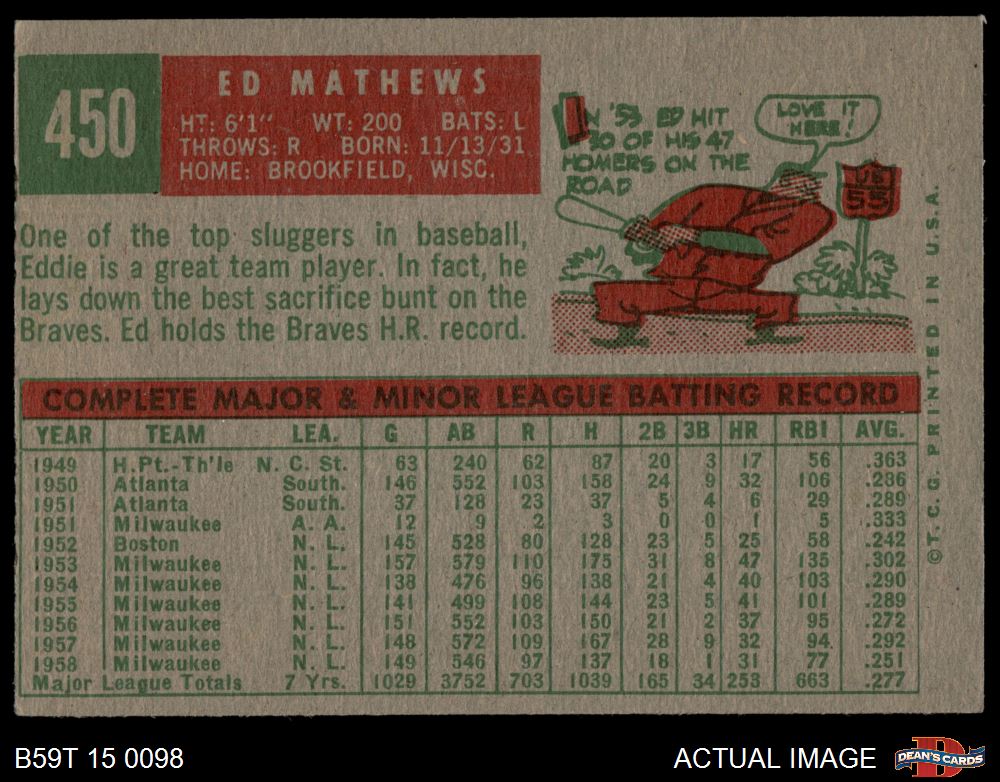 450
ED MATHEWS
HT: 6'1" WT: 200 BATS: L
THROWS: R BORN: 11/13/31
HOME: BROOKFIELD, WISC.
One of the top sluggers in baseball,
Eddie is a great team player. In fact, he
lays down the best sacrifice bunt on the
Braves. Ed holds the Braves H.R. record.
IN '53 ED HIT
30 OF HIS 47
HOMERS ON THE
ROAD
LOVE IT
HERE!
US
53
COMPLETE MAJOR & MINOR LEAGUE BATTING RECORD
YEAR TEAM LEA. G AB R H 2B 3B HR RBI AVG.
1949 H.Pt.-Th'le N. C. St. 63 240 62 87 20 3 17 56 .363
1950 Atlanta South. 146 552 103 158 24 9 32 106 .286
1951 Atlanta South. 37 128 23 37 5 4 6 29 .289
1951 Milwaukee A. A. 12 9 2 3 0 0 1 5 .333
1952 Boston N. L. 145 528 80 128 23 5 25 58 .242
1953 Milwaukee N. L. 157 579 110 175 31 8 47 135 .302
1954 Milwaukee N. L. 138 476 96 138 21 4 40 103 .290
1955 Milwaukee N. L. 141 499 108 144 23 5 41 101 .289
1956 Milwaukee N. L. 151 552 103 150 21 2 37 95 .272
1957 Milwaukee N. L. 148 572 109 167 28 9 32 94 .292
1958 Milwaukee N. L. 149 546 97 137 18 1 31 77 .251
Major League Totals 7 Yrs. 1029 3752 703 1039 165 34 253 663 .277
©T. C. G. PRINTED IN U.S.A.
B59T 15 0098
ACTUAL IMAGE
D
DEAN'S CARDS